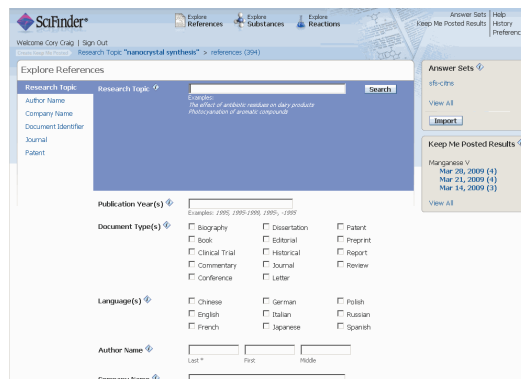 SciFinder®
Explore References
Explore Substances
Explore Reactions
Answer Sets
Keep Me Posted Results
Help
History
Preferenc
Welcome Cory Craig | Sign Out
Research Topic "nanocrystal synthesis" > references (394)
Explore References
Research Topic
Author Name
Company Name
Document Identifier
Journal
Patent
Research Topic
Search
Examples:
The effect of antibiotic residues on dairy products
Photocyanation of aromatic compounds
Publication Year(s)
Examples: 1995, 1995-1999, 1995-, -1995
Document Type(s)
Biography
Dissertation
Patent
Book
Editorial
Preprint
Clinical Trial
Historical
Report
Commentary
Journal
Review
Conference
Letter
Language(s)
Chinese
German
Polish
English
Italian
Russian
French
Japanese
Spanish
Author Name
Last *
First
Middle
Company Name
Answer Sets
sfs-citns
View All
Import
Keep Me Posted Results
Manganese V
Mar 28, 2009 (4)
Mar 21, 2009 (4)
Mar 14, 2009 (3)
View All